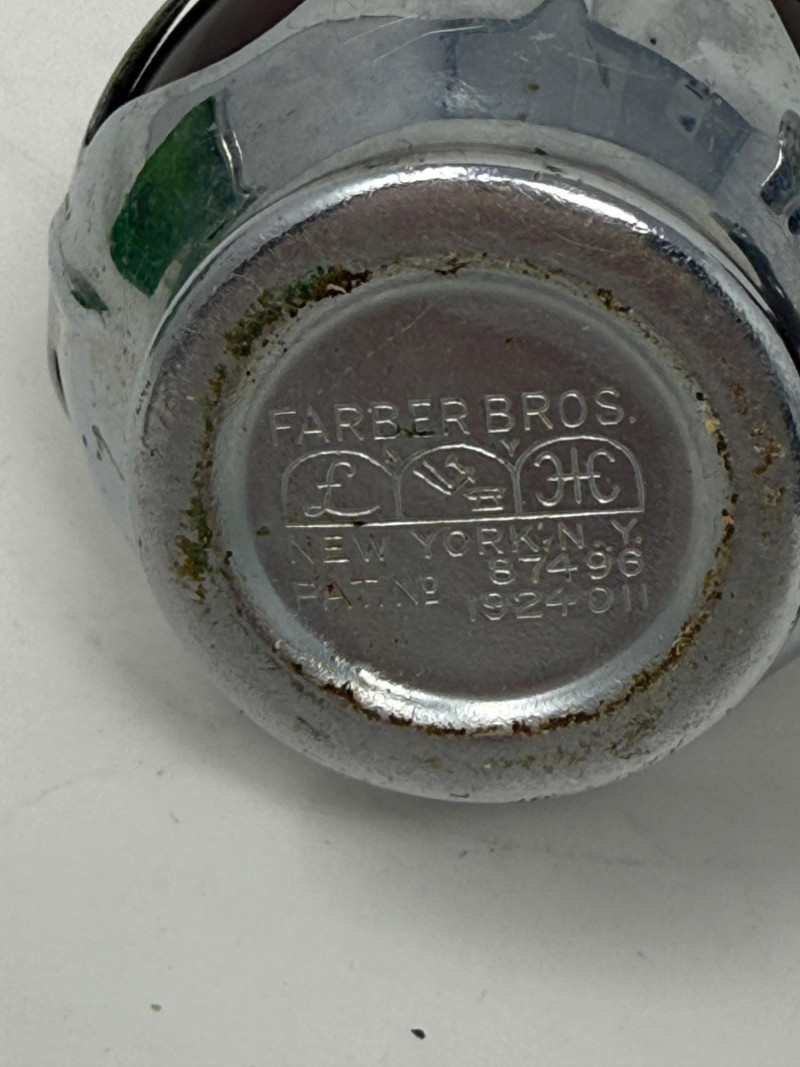 FARBER BROS.
N Y
NEW YORK, N.Y.
87496
PAT. Nº 1924011